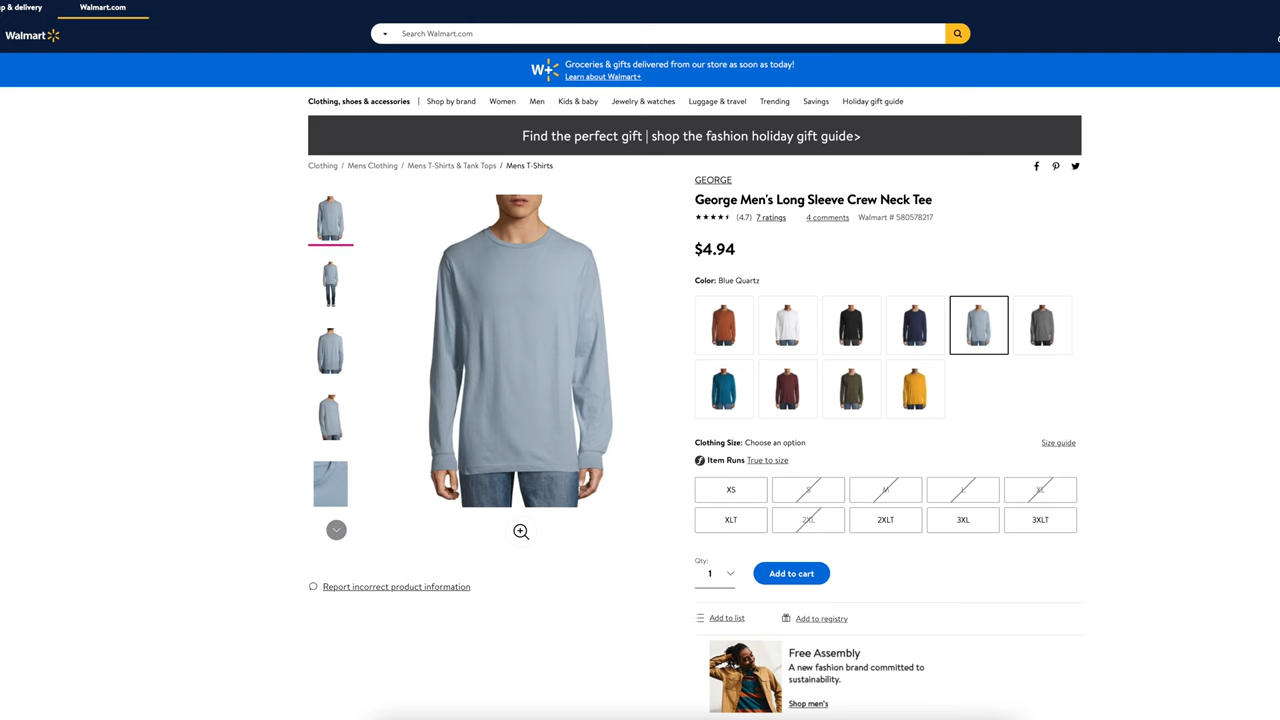 p & delivery
Walmart.com
Walmart
Search Walmart.com
W+
Groceries & gifts delivered from our store as soon as today!
Learn about Walmart+
Clothing, shoes & accessories | Shop by brand Women Men Kids & baby Jewelry & watches Luggage & travel Trending Savings Holiday gift guide
Find the perfect gift | shop the fashion holiday gift guide>
Clothing / Mens Clothing / Mens T-Shirts & Tank Tops / Mens T-Shirts
GEORGE
George Men's Long Sleeve Crew Neck Tee
(4.7) 7 ratings 4 comments Walmart # 580578217
$4.94
Color: Blue Quartz
Clothing Size: Choose an option
Size guide
Item Runs True to size
XS S M L XL
XLT 2XL 2XLT 3XL 3XLT
Qty:
1
Add to cart
Report incorrect product information
Add to list
Add to registry
Free Assembly
A new fashion brand committed to
sustainability.
Shop men's